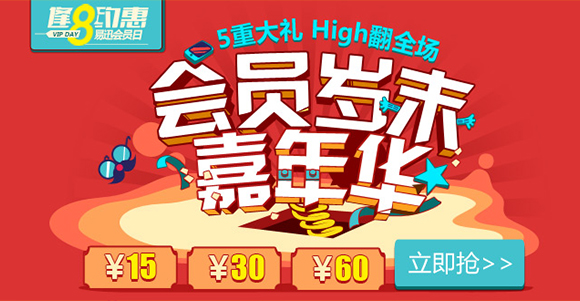 逢8钜惠
VIP DAY 易迅会员日
5重大礼 High翻全场
会员岁末
嘉年华
¥15
¥30
¥60
立即抢>>